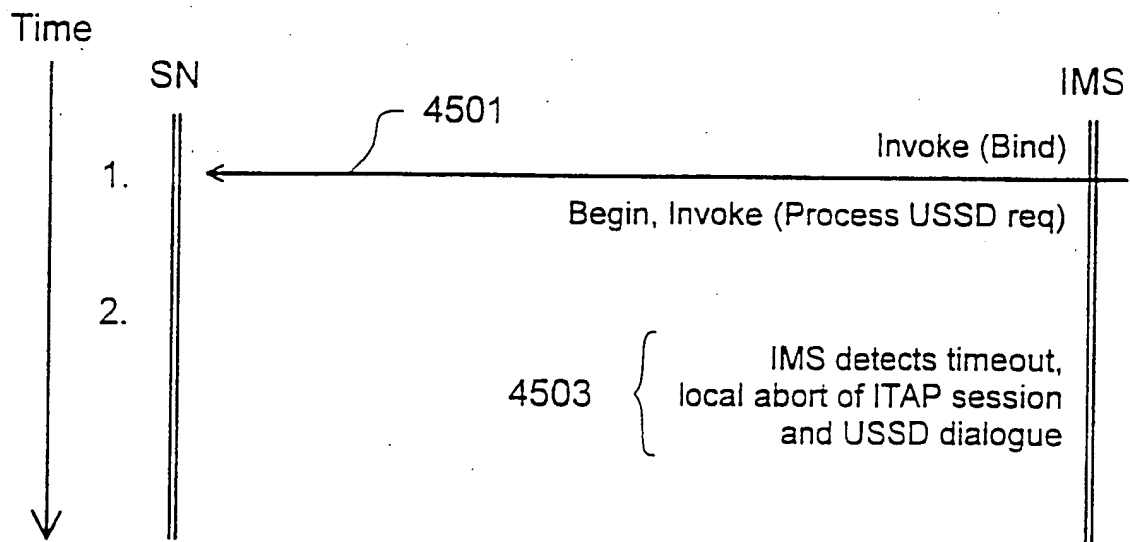 Time
SN
IMS
4501
Invoke (Bind)
1.
Begin, Invoke (Process USSD req)
2.
IMS detects timeout,
4503
local abort of ITAP session
and USSD dialogue